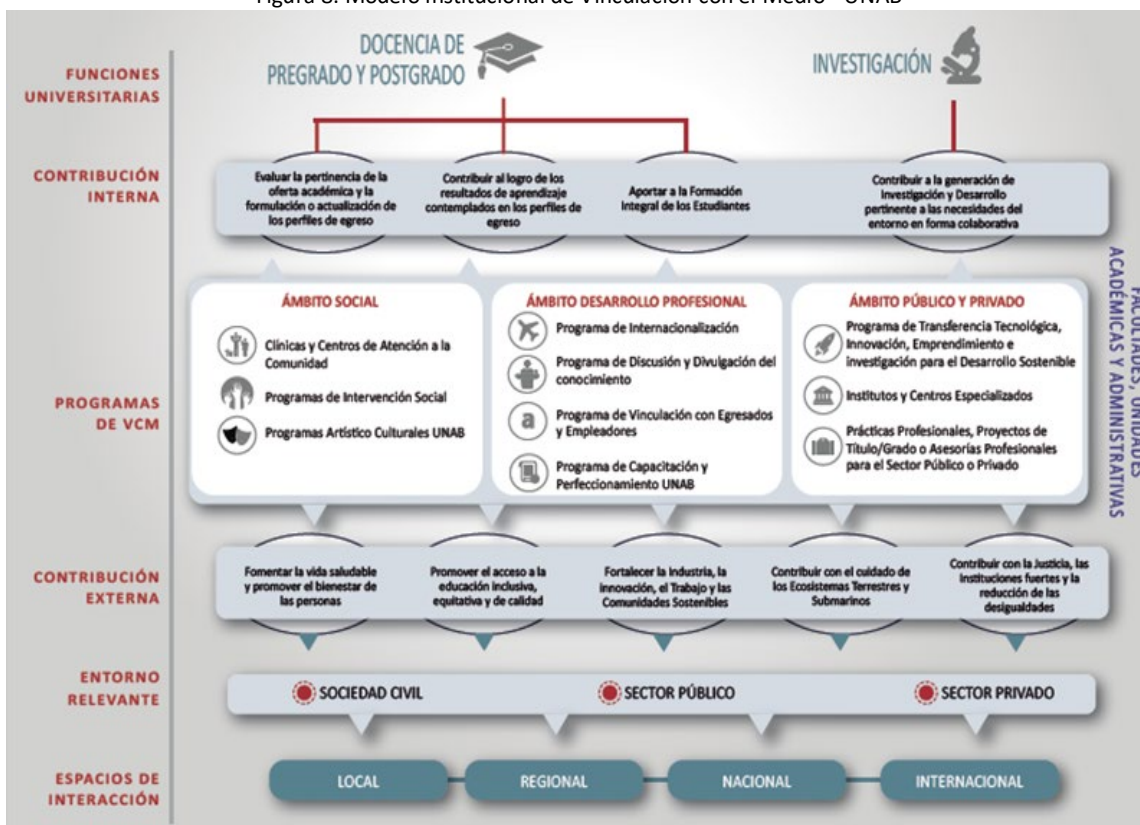 Figura 8: Modelo Institucional de Vinculación con el Medio - UNAB
FUNCIONES
UNIVERSITARIAS
DOCENCIA DE
PREGRADO Y POSTGRADO
INVESTIGACIÓN
CONTRIBUCIÓN
INTERNA
Evaluar la pertinencia de la
oferta académica y la
formulación o actualización de
los perfiles de egreso
Contribuir al logro de los
resultados de aprendizaje
contemplados en los perfiles de
egreso
Aportar a la Formación
Integral de los Estudiantes
Contribuir a la generación de
Investigación y Desarrollo
pertinente a las necesidades del
entorno en forma colaborativa
PROGRAMAS
DE VCM
ÁMBITO SOCIAL
Clínicas y Centros de Atención a la
Comunidad
Programas de Intervención Social
Programas Artístico Culturales UNAB
ÁMBITO DESARROLLO PROFESIONAL
Programa de Internacionalización
Programa de Discusión y Divulgación del
conocimiento
a
Programa de Vinculación con Egresados
y Empleadores
Programa de Capacitación y
Perfeccionamiento UNAB
ÁMBITO PÚBLICO Y PRIVADO
Programa de Transferencia Tecnológica,
Innovación, Emprendimiento e
investigación para el Desarrollo Sostenible
Institutos y Centros Especializados
Prácticas Profesionales, Proyectos de
Título/Grado o Asesorías Profesionales
para el Sector Público o Privado
FACULTADES, UNIDADES
ACADÉMICAS Y ADMINISTRATIVAS
CONTRIBUCIÓN
EXTERNA
Fomentar la vida saludable
y promover el bienestar de
las personas
Promover el acceso a la
educación inclusiva,
equitativa y de calidad
Fortalecer la Industria, la
innovación, el Trabajo y las
Comunidades Sostenibles
Contribuir con el cuidado de
los Ecosistemas Terrestres y
Submarinos
Contribuir con la Justicia, las
Instituciones fuertes y la
reducción de las
desigualdades
ENTORNO
RELEVANTE
SOCIEDAD CIVIL
SECTOR PÚBLICO
SECTOR PRIVADO
ESPACIOS DE
INTERACCIÓN
LOCAL
REGIONAL
NACIONAL
INTERNACIONAL